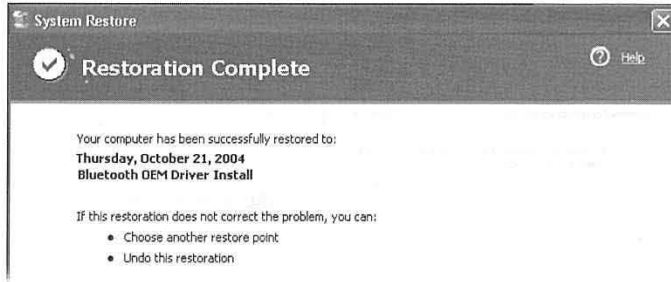 System Restore
Restoration Complete
Help
Your computer has been successfully restored to:
Thursday, October 21, 2004
Bluetooth OEM Driver Install
If this restoration does not correct the problem, you can:
• Choose another restore point
• Undo this restoration